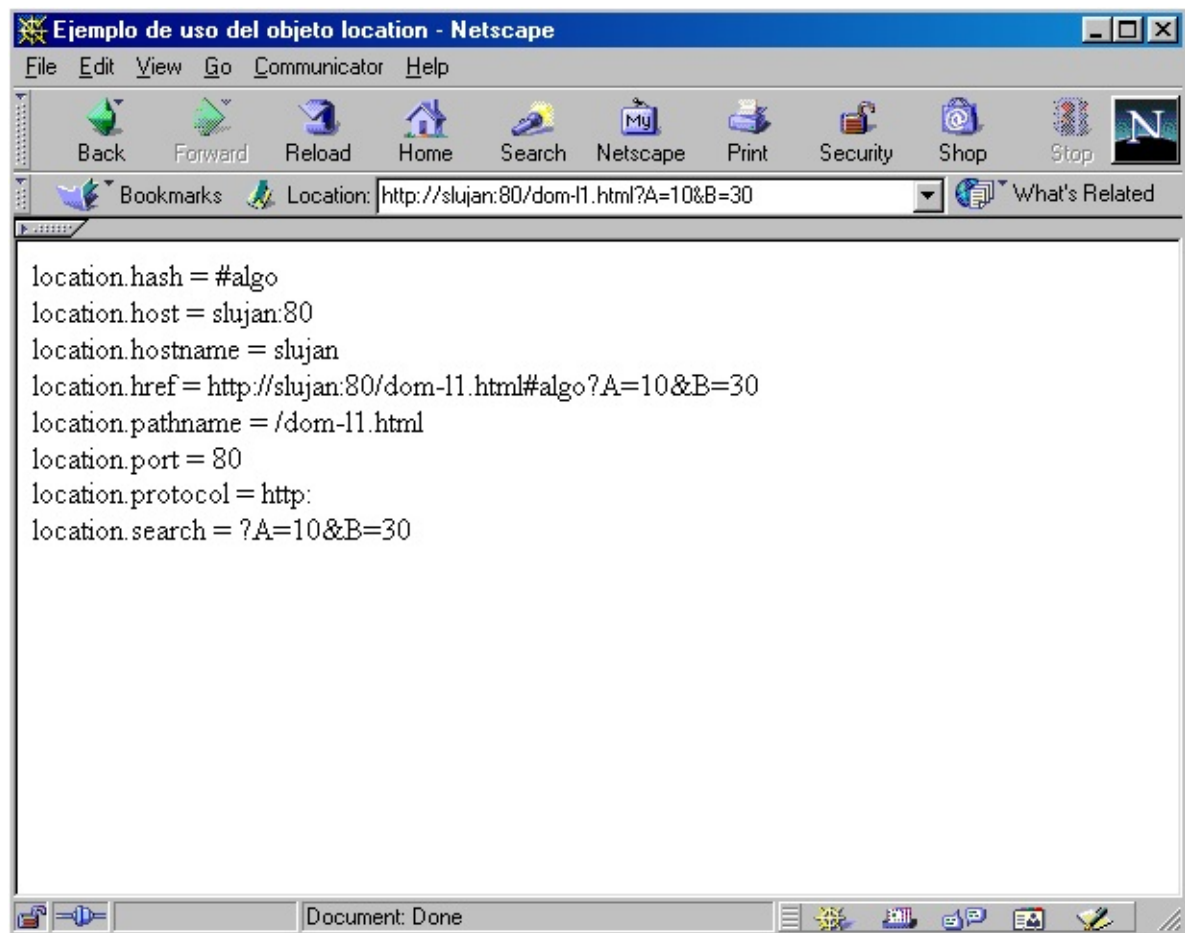 Ejemplo de uso del objeto location - Netscape
File Edit View Go Communicator Help
Back Forward Reload Home Search Netscape Print Security Shop Stop
My
N
Bookmarks Location: http://slujan:80/dom-l1.html?A=10&B=30 What's Related
location.hash = #algo
location.host = slujan:80
location.hostname = slujan
location.href = http://slujan:80/dom-l1.html#algo?A=10&B=30
location.pathname = /dom-l1.html
location.port = 80
location.protocol = http:
location.search = ?A=10&B=30
Document: Done